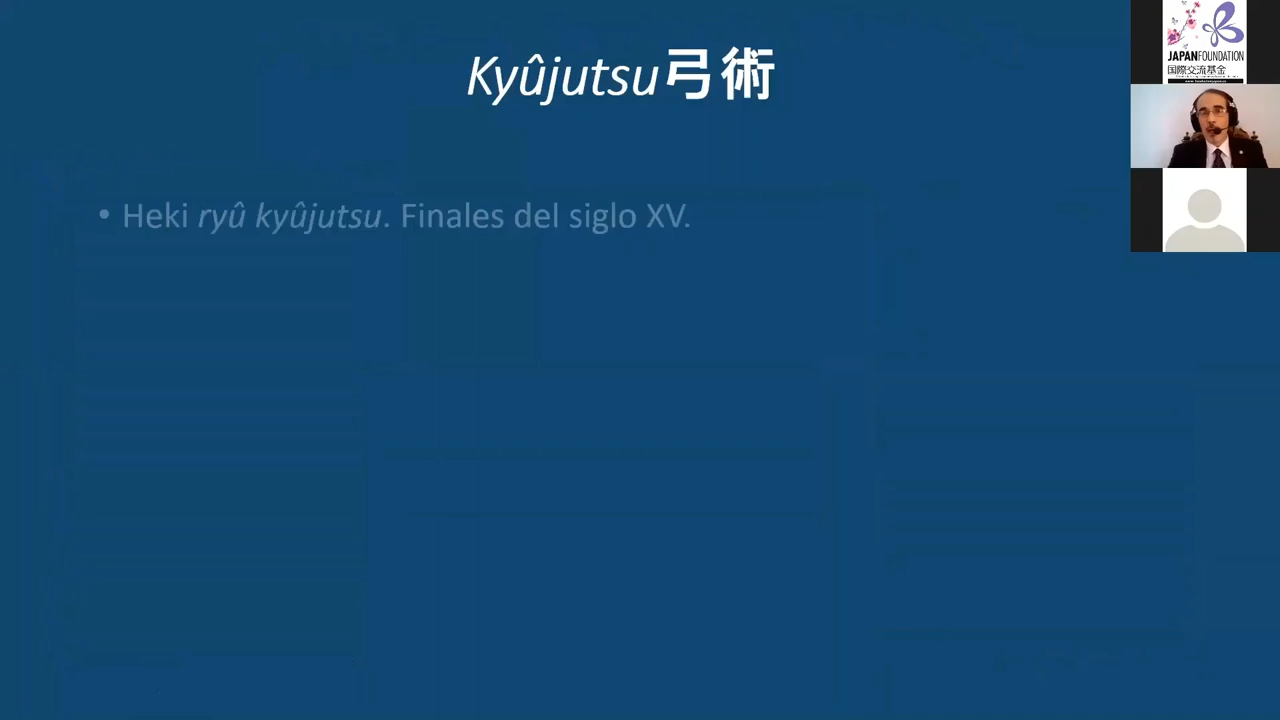 Kyûjutsu弓術
• Heki ryû kyûjutsu. Finales del siglo XV.
JAPANFOUNDATION
国際交流基金